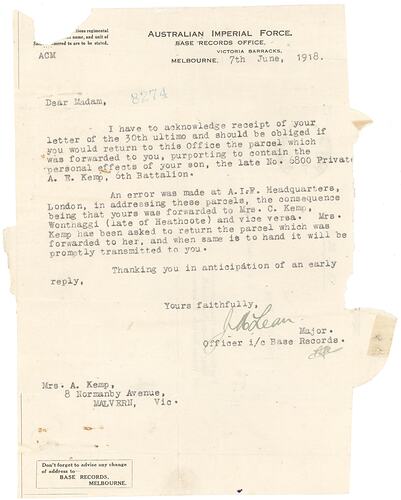 AUSTRALIAN IMPERIAL FORCE.
BASE RECORDS OFFICE,
VICTORIA BARRACKS,
MELBOURNE, 7th June, 1918.
regimental
name, and unit of
to are to be stated.
ACM
8274
Dear Madam,
I have to acknowledge receipt of your
letter of the 30th ultimo and should be obliged if
you would return to this Office the parcel which
was forwarded to you, purporting to contain the
personal effects of your son, the late No. 6800 Private
A. E. Kemp, 6th Battalion.
An error was made at A.I.F. Headquarters,
London, in addressing these parcels, the consequence
being that yours was forwarded to Mrs. C. Kemp,
Wonthaggi (late of Heathcote) and vice versa. Mrs.
Kemp has been asked to return the parcel which was
forwarded to her, and when same is to hand it will be
promptly transmitted to you.
Thanking you in anticipation of an early
reply,
Yours faithfully,
J McLean
Major.
Officer i/c Base Records.
Mrs. A. Kemp,
8 Normanby Avenue,
MALVERN, Vic.
Don't forget to advise any change
of address to
BASE RECORDS,
MELBOURNE.